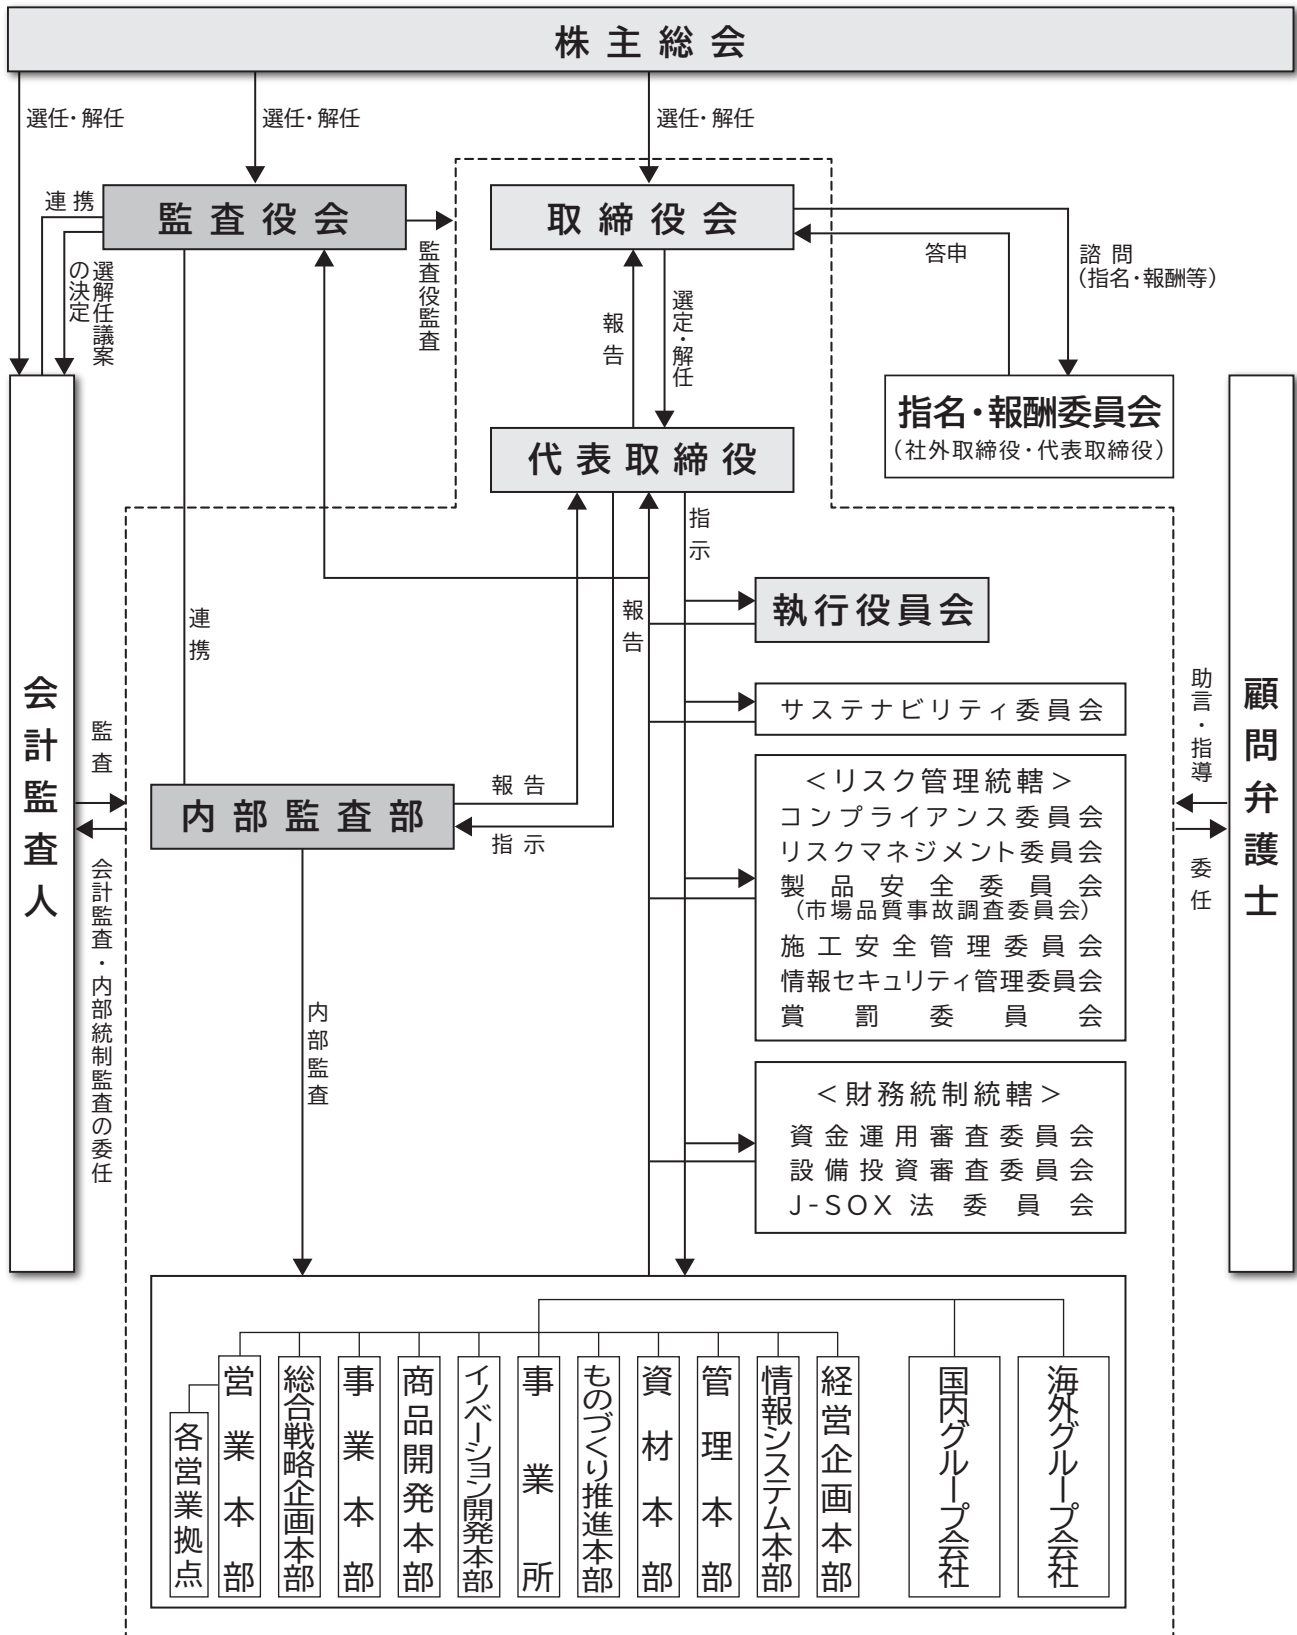 株主総会
選任・解任
選任・解任
選任・解任
連携
監査役会
取締役会
選解任議案
の決定
監査役監査
報告
選定・解任
答申
諮問
(指名・報酬等)
指名・報酬委員会
(社外取締役・代表取締役)
代表取締役
指示
執行役員会
連携
報告
サステナビリティ委員会
会計監査人
監査
会計監査・内部統制監査の委任
顧問弁護士
助言・指導
委任
内部監査部
報告
指示
<リスク管理統轄>
コンプライアンス委員会
リスクマネジメント委員会
製品安全委員会
(市場品質事故調査委員会)
施工安全管理委員会
情報セキュリティ管理委員会
賞罰委員会
内部監査
<財務統制統轄>
資金運用審査委員会
設備投資審査委員会
J-SOX法委員会
各営業拠点
営業本部
総合戦略企画本部
事業本部
商品開発本部
イノベーション開発本部
事業所
ものづくり推進本部
資材本部
管理本部
情報システム本部
経営企画本部
国内グループ会社
海外グループ会社